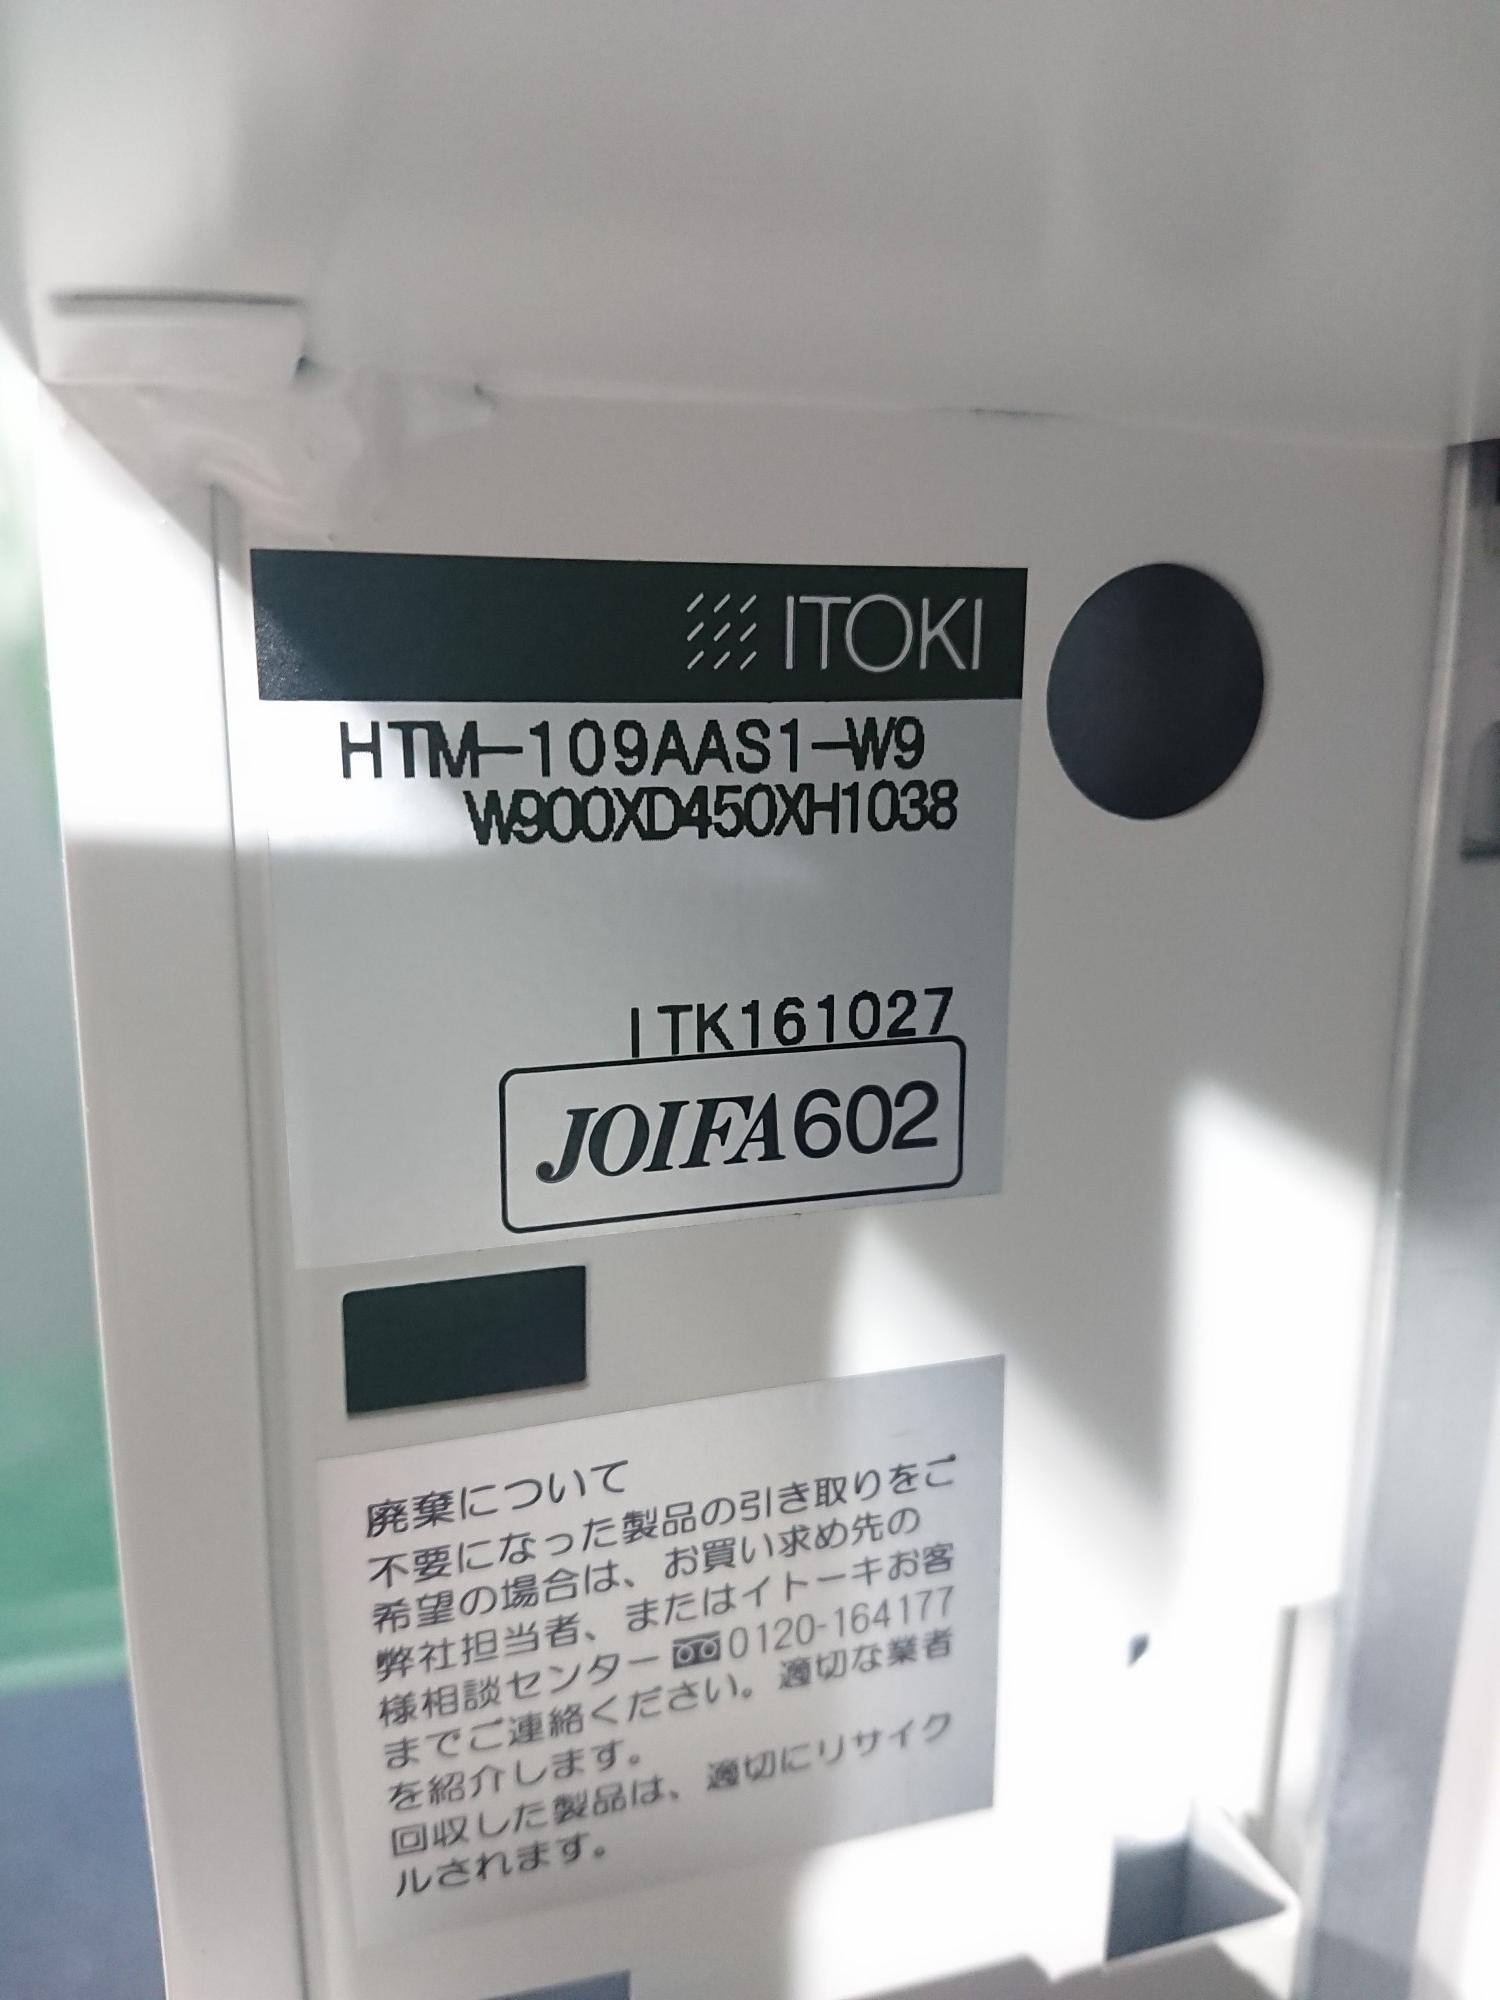 ITOKI
HTM-109AAS1-W9
W900XD450XH1038
ITK161027
JOIFA602
廃棄について
不要になった製品の引き取りをご
希望の場合は、お買い求め先の
弊社担当者、またはイトーキお客
様相談センター0120-164177
までご連絡ください。適切な業者
を紹介します。
回収した製品は、適切にリサイク
ルされます。